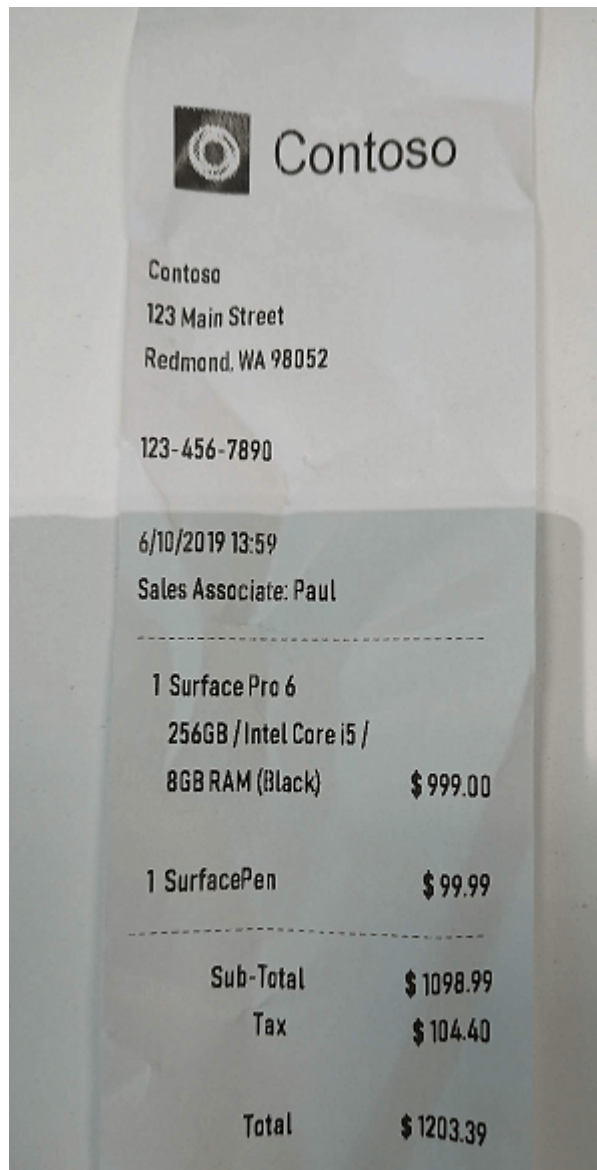 Contoso
Contoso
123 Main Street
Redmond, WA 98052
123-456-7890
6/10/2019 13:59
Sales Associate: Paul
1 Surface Pro 6
256GB / Intel Core i5 /
8GB RAM (Black) $ 999.00
1 SurfacePen $ 99.99
Sub-Total $ 1098.99
Tax $ 104.40
Total $ 1203.39